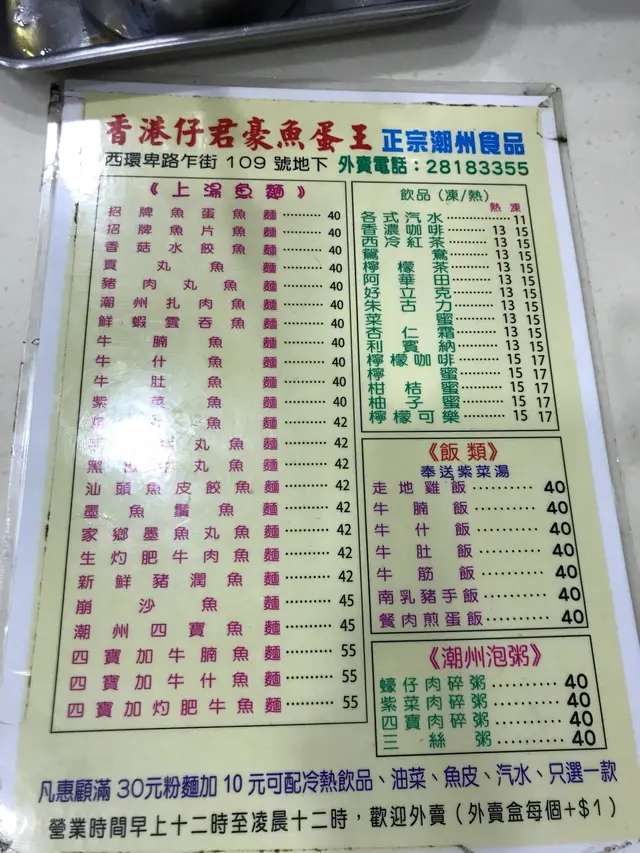 香港仔君豪魚蛋王 正宗潮州食品
西環卑路乍街 109 號地下 外賣電話：28183355
《上湯魚麵》
招牌魚蛋魚麵 40
招牌魚片魚麵 40
香菇水餃魚麵 40
貢丸魚麵 40
豬肉丸魚麵 40
潮州扎肉魚麵 40
鮮蝦雲吞魚麵 40
牛腩魚麵 40
牛什魚麵 40
牛肚魚麵 40
紫菜魚麵 40
魚麵 42
丸魚麵 42
丸魚麵 42
汕頭魚皮餃魚麵 42
墨魚鬚魚麵 42
家鄉墨魚丸魚麵 42
生灼肥牛肉魚麵 42
新鮮豬潤魚麵 42
崩沙魚麵 45
潮州四寶魚麵 45
四寶加牛腩魚麵 55
四寶加牛什魚麵 55
四寶加灼肥牛魚麵 55
飲品（凍/熱）
熱 凍
各式汽水 11
香濃咖啡 13 15
西冷紅茶 13 15
鴛鴦 13 15
檸檬茶 13 15
阿華田 13 15
好立克 13 15
朱古力 13 15
菜蜜 13 15
杏仁霜 13 15
利賓納 13 15
檸檬咖啡 15 17
檸蜜 15 17
柑桔蜜 15 17
柚子蜜 15 17
檸檬可樂 15 17
《飯類》
奉送紫菜湯
走地雞飯 40
牛腩飯 40
牛什飯 40
牛肚飯 40
牛筋飯 40
南乳豬手飯 40
餐肉煎蛋飯 40
《潮州泡粥》
蠔仔肉碎粥 40
紫菜肉碎粥 40
四寶肉碎粥 40
三絲粥 40
凡惠顧滿 30元粉麵加 10 元可配冷熱飲品、油菜、魚皮、汽水、只選一款
營業時間早上十二時至凌晨十二時，歡迎外賣（外賣盒每個+$1）